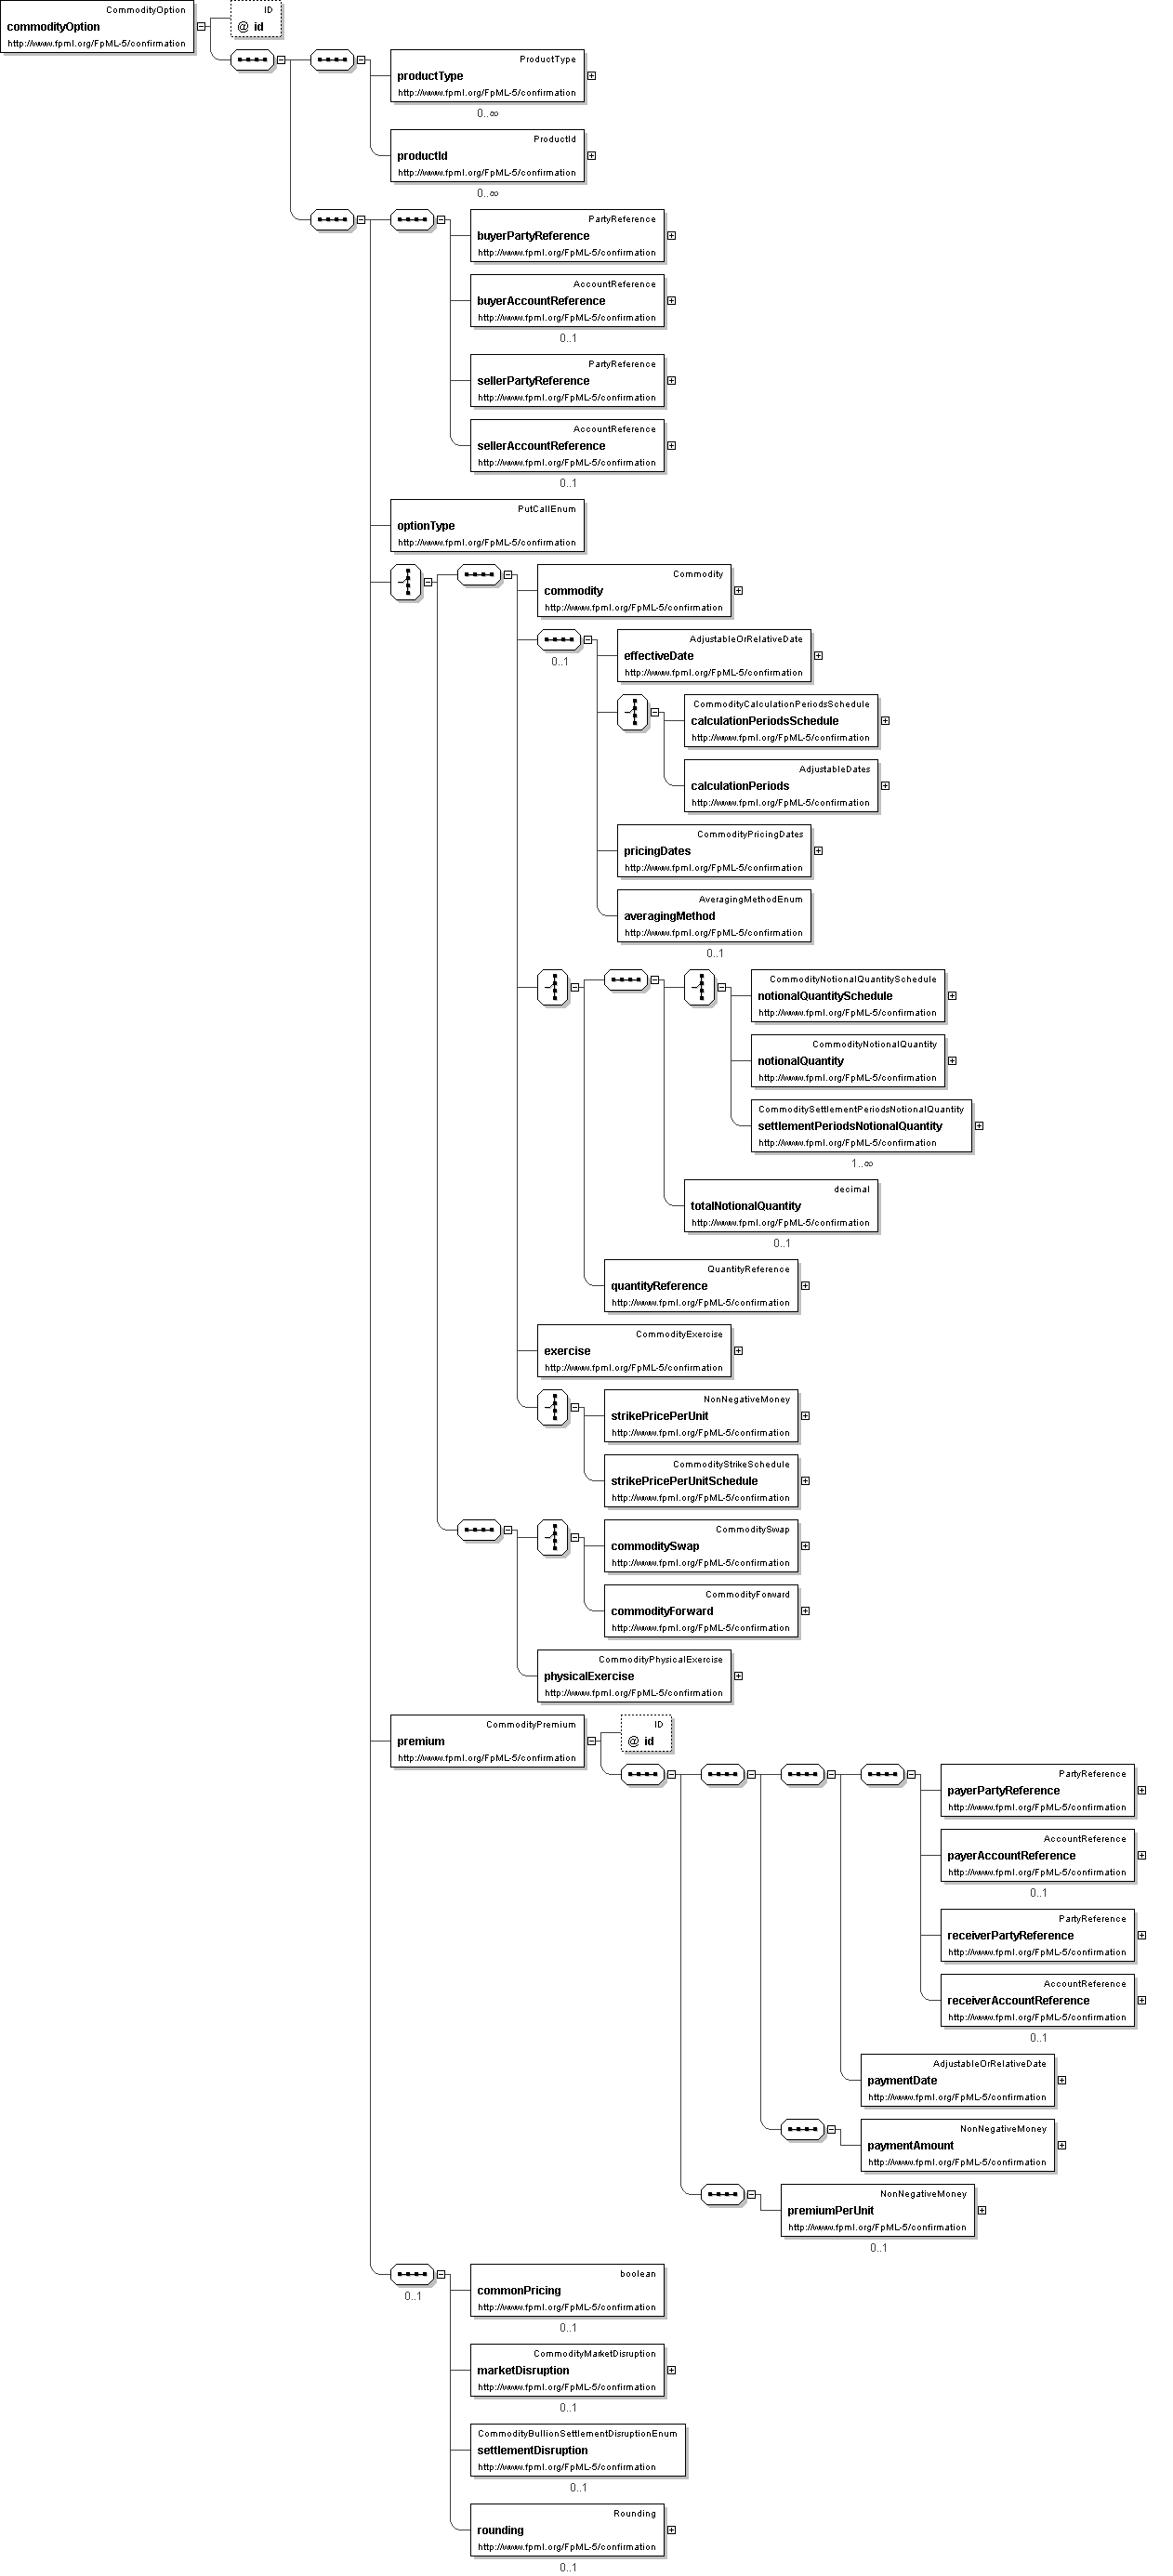 CommodityOption
commodityOption
http://www.fpml.org/FpML-5/confirmation
ID
@ id
ProductType
productType
http://www.fpml.org/FpML-5/confirmation
0..∞
ProductId
productId
http://www.fpml.org/FpML-5/confirmation
0..∞
PartyReference
buyerPartyReference
http://www.fpml.org/FpML-5/confirmation
AccountReference
buyerAccountReference
http://www.fpml.org/FpML-5/confirmation
0..1
PartyReference
sellerPartyReference
http://www.fpml.org/FpML-5/confirmation
AccountReference
sellerAccountReference
http://www.fpml.org/FpML-5/confirmation
0..1
PutCallEnum
optionType
http://www.fpml.org/FpML-5/confirmation
Commodity
commodity
http://www.fpml.org/FpML-5/confirmation
0..1
AdjustableOrRelativeDate
effectiveDate
http://www.fpml.org/FpML-5/confirmation
CommodityCalculationPeriodsSchedule
calculationPeriodsSchedule
http://www.fpml.org/FpML-5/confirmation
AdjustableDates
calculationPeriods
http://www.fpml.org/FpML-5/confirmation
CommodityPricingDates
pricingDates
http://www.fpml.org/FpML-5/confirmation
AveragingMethodEnum
averagingMethod
http://www.fpml.org/FpML-5/confirmation
0..1
CommodityNotionalQuantitySchedule
notionalQuantitySchedule
http://www.fpml.org/FpML-5/confirmation
CommodityNotionalQuantity
notionalQuantity
http://www.fpml.org/FpML-5/confirmation
CommoditySettlementPeriodsNotionalQuantity
settlementPeriodsNotionalQuantity
http://www.fpml.org/FpML-5/confirmation
1..∞
decimal
totalNotionalQuantity
http://www.fpml.org/FpML-5/confirmation
0..1
QuantityReference
quantityReference
http://www.fpml.org/FpML-5/confirmation
CommodityExercise
exercise
http://www.fpml.org/FpML-5/confirmation
NonNegativeMoney
strikePricePerUnit
http://www.fpml.org/FpML-5/confirmation
CommodityStrikeSchedule
strikePricePerUnitSchedule
http://www.fpml.org/FpML-5/confirmation
CommoditySwap
commoditySwap
http://www.fpml.org/FpML-5/confirmation
CommodityForward
commodityForward
http://www.fpml.org/FpML-5/confirmation
CommodityPhysicalExercise
physicalExercise
http://www.fpml.org/FpML-5/confirmation
CommodityPremium
premium
http://www.fpml.org/FpML-5/confirmation
ID
@ id
PartyReference
payerPartyReference
http://www.fpml.org/FpML-5/confirmation
AccountReference
payerAccountReference
http://www.fpml.org/FpML-5/confirmation
0..1
PartyReference
receiverPartyReference
http://www.fpml.org/FpML-5/confirmation
AccountReference
receiverAccountReference
http://www.fpml.org/FpML-5/confirmation
0..1
AdjustableOrRelativeDate
paymentDate
http://www.fpml.org/FpML-5/confirmation
NonNegativeMoney
paymentAmount
http://www.fpml.org/FpML-5/confirmation
NonNegativeMoney
premiumPerUnit
http://www.fpml.org/FpML-5/confirmation
0..1
0..1
boolean
commonPricing
http://www.fpml.org/FpML-5/confirmation
0..1
CommodityMarketDisruption
marketDisruption
http://www.fpml.org/FpML-5/confirmation
0..1
CommodityBullionSettlementDisruptionEnum
settlementDisruption
http://www.fpml.org/FpML-5/confirmation
0..1
Rounding
rounding
http://www.fpml.org/FpML-5/confirmation
0..1